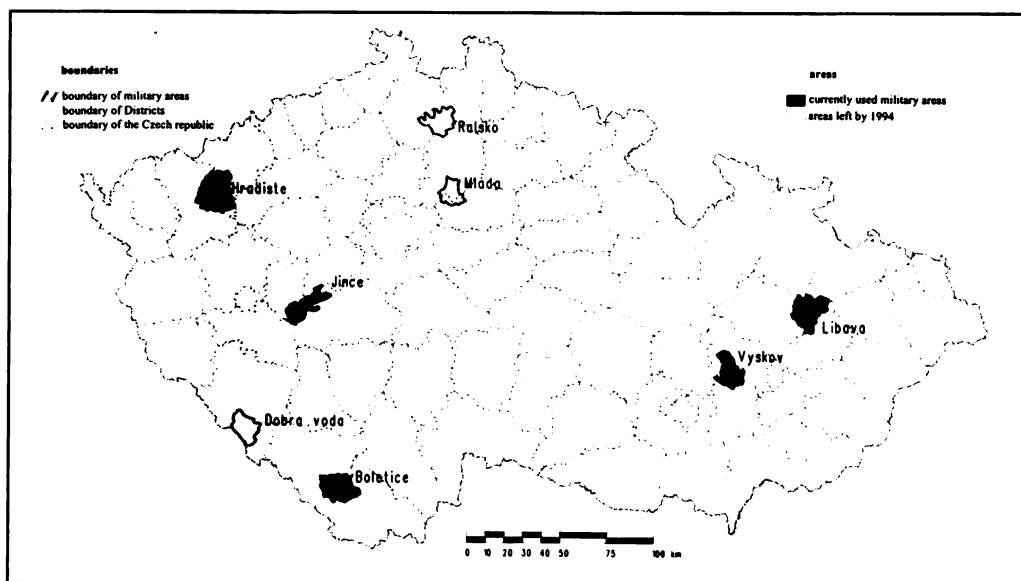 boundaries
boundary of military areas
boundary of Districts
boundary of the Czech republic
areas
currently used military areas
areas left by 1994
Ralsko
Mlada
Hradiste
Jince
Libava
Vyskov
Dobra voda
Boletice
0 10 20 30 40 50 75 100 km